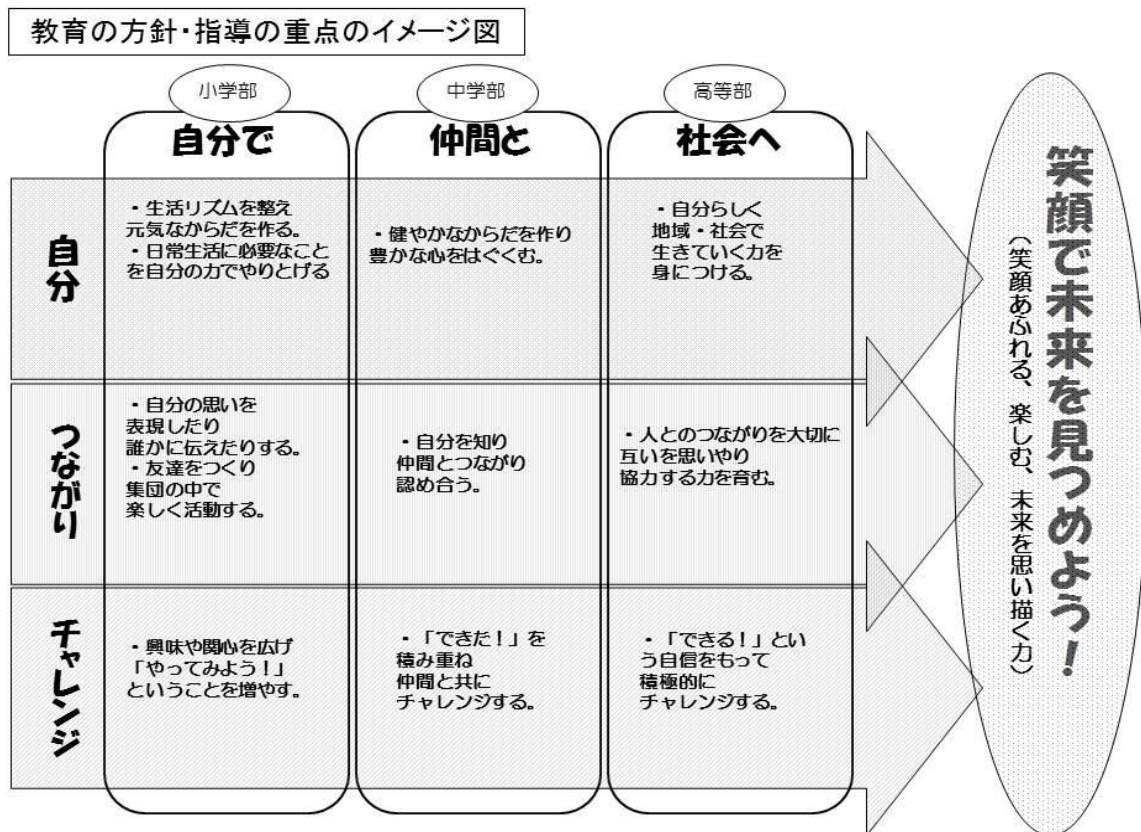 教育の方針・指導の重点のイメージ図
小学部
中学部
高等部
自分で
仲間と
社会へ
自分
・生活リズムを整え
元気なからだを作る。
・日常生活に必要なこと
を自分の力でやりとげる
・健やかなからだを作り
豊かな心をはぐくむ。
・自分らしく
地域・社会で
生きていく力を
身につける。
つながり
・自分の思いを
表現したり
誰かに伝えたりする。
・友達をつくり
集団の中で
楽しく活動する。
・自分を知り
仲間とつながり
認め合う。
・人とのつながりを大切に
互いを思いやり
協力する力を育む。
チャレンジ
・興味や関心を広げ
「やってみよう！」
ということを増やす。
・「できた！」を
積み重ね
仲間と共に
チャレンジする。
・「できる！」とい
う自信をもって
積極的に
チャレンジする。
笑顔で未来を見つめよう！
（笑顔あふれる、楽しむ、未来を思い描く力）